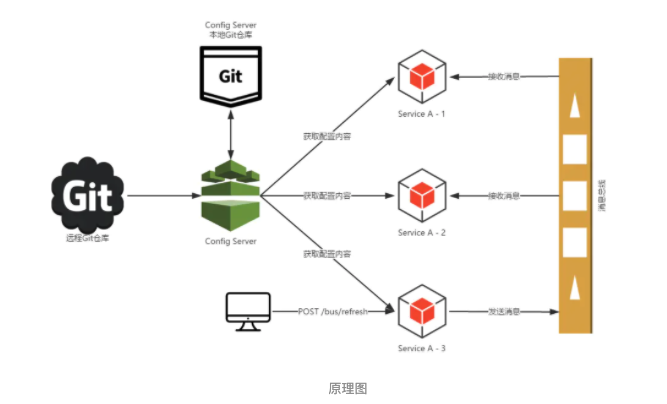 Config Server
本地Git仓库
Git
接收消息
Service A - 1
获取配置内容
Git
远程Git仓库
Config Server
获取配置内容
接收消息
Service A - 2
消息总线
获取配置内容
POST /bus/refresh
发送消息
Service A - 3
原理图